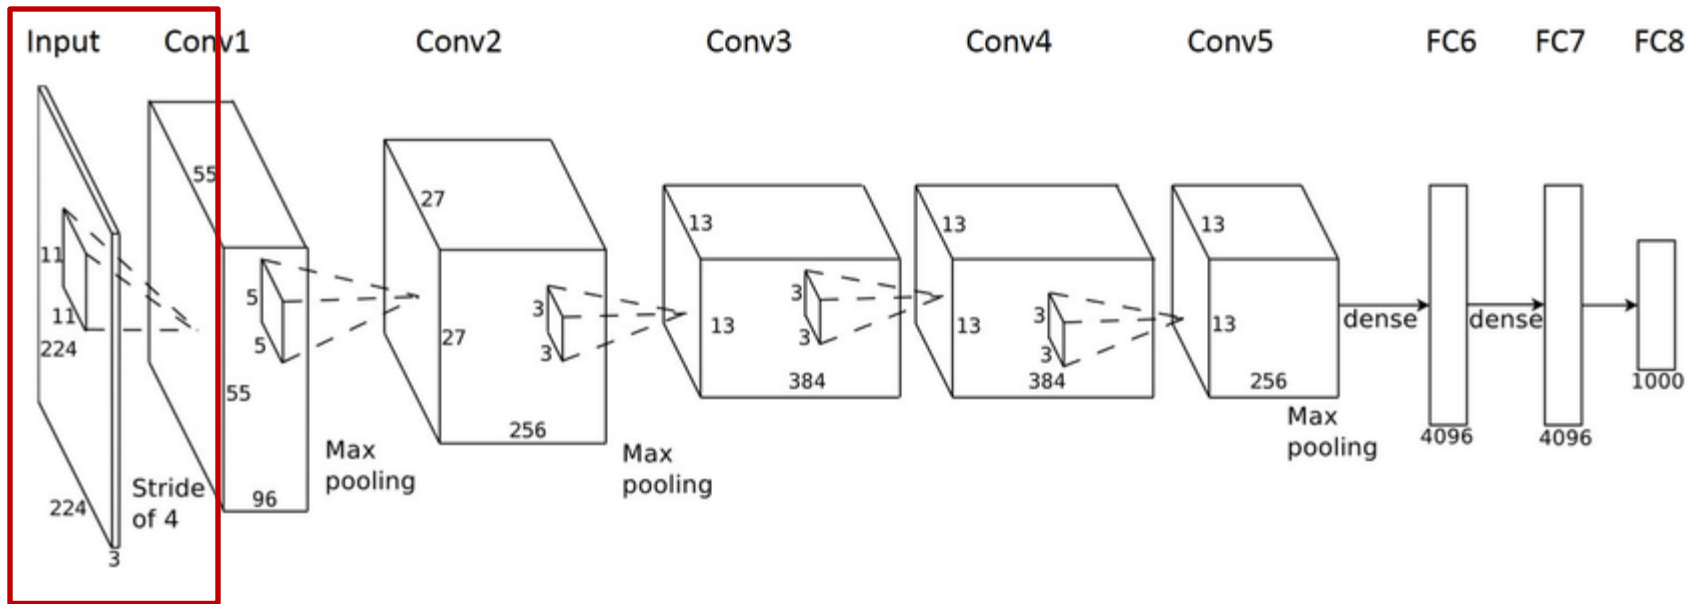 Input Conv1 Conv2 Conv3 Conv4 Conv5 FC6 FC7 FC8
55
11
11
224
224
3
Stride
of 4
5
5
55
96
Max
pooling
27
27
3
3
256
Max
pooling
13
13
3
3
384
13
13
3
3
384
13
13
256
Max
pooling
dense
4096
dense
4096
1000